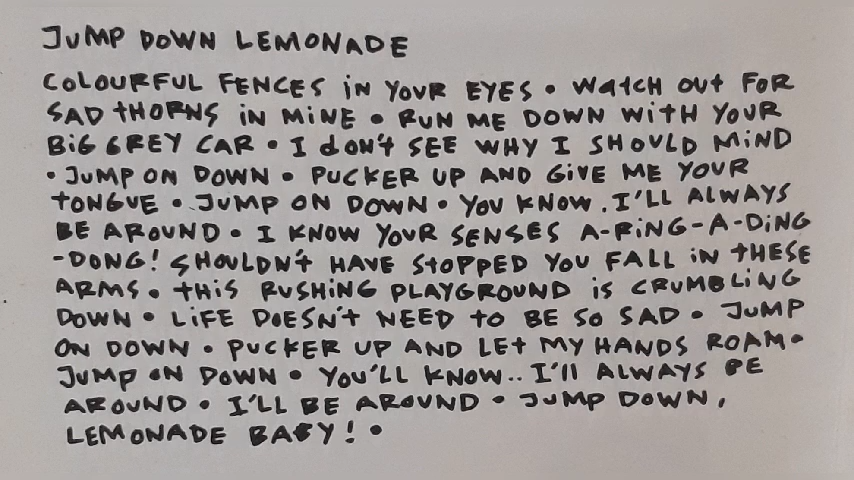 JUMP DOWN LEMONADE
COLOURFUL FENCES in YOUR EYES • WatCH OUt FOR
SAD tHORNS in MiNE • RUN ME DOWN WitH YOUR
BiG GREY CAR • I dON't SEE WHY I SHOULD MiND
• JUMP ON DOWN • PUCKER UP AND GiVE ME YOUR
tONGUE • JUMP ON DOWN • YOU KNOW. I'LL ALWAYS
BE AROUND • I KNOW YOUR SENSES A-RiNG-A-DiNG
-DONG! SHOULDN't HAVE StOPPED YOU FALL iN tHESE
ARMS. tHiS RUSHiNG PLAYGROUND iS CRUMBLiNG
DOWN • LiFE DOESN't NEED tO BE SO SAD • JUMP
ON DOWN • PUCKER UP AND LEt MY HANDS ROAM•
JUMP ON DOWN • YOU'LL KNOW.. I'll ALWAYS BE
AROUND • I'LL BE AROUND • JUMP DOWN,
LEMONADE BABY! •